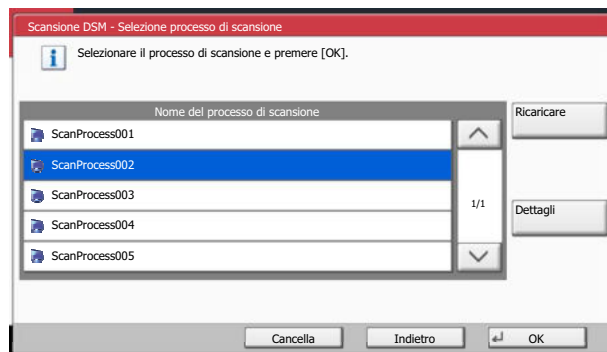 Scansione DSM - Selezione processo di scansione
Selezionare il processo di scansione e premere [OK].
Nome del processo di scansione
Ricaricare
ScanProcess001
ScanProcess002
ScanProcess003
1/1
Dettagli
ScanProcess004
ScanProcess005
Cancella
Indietro
OK